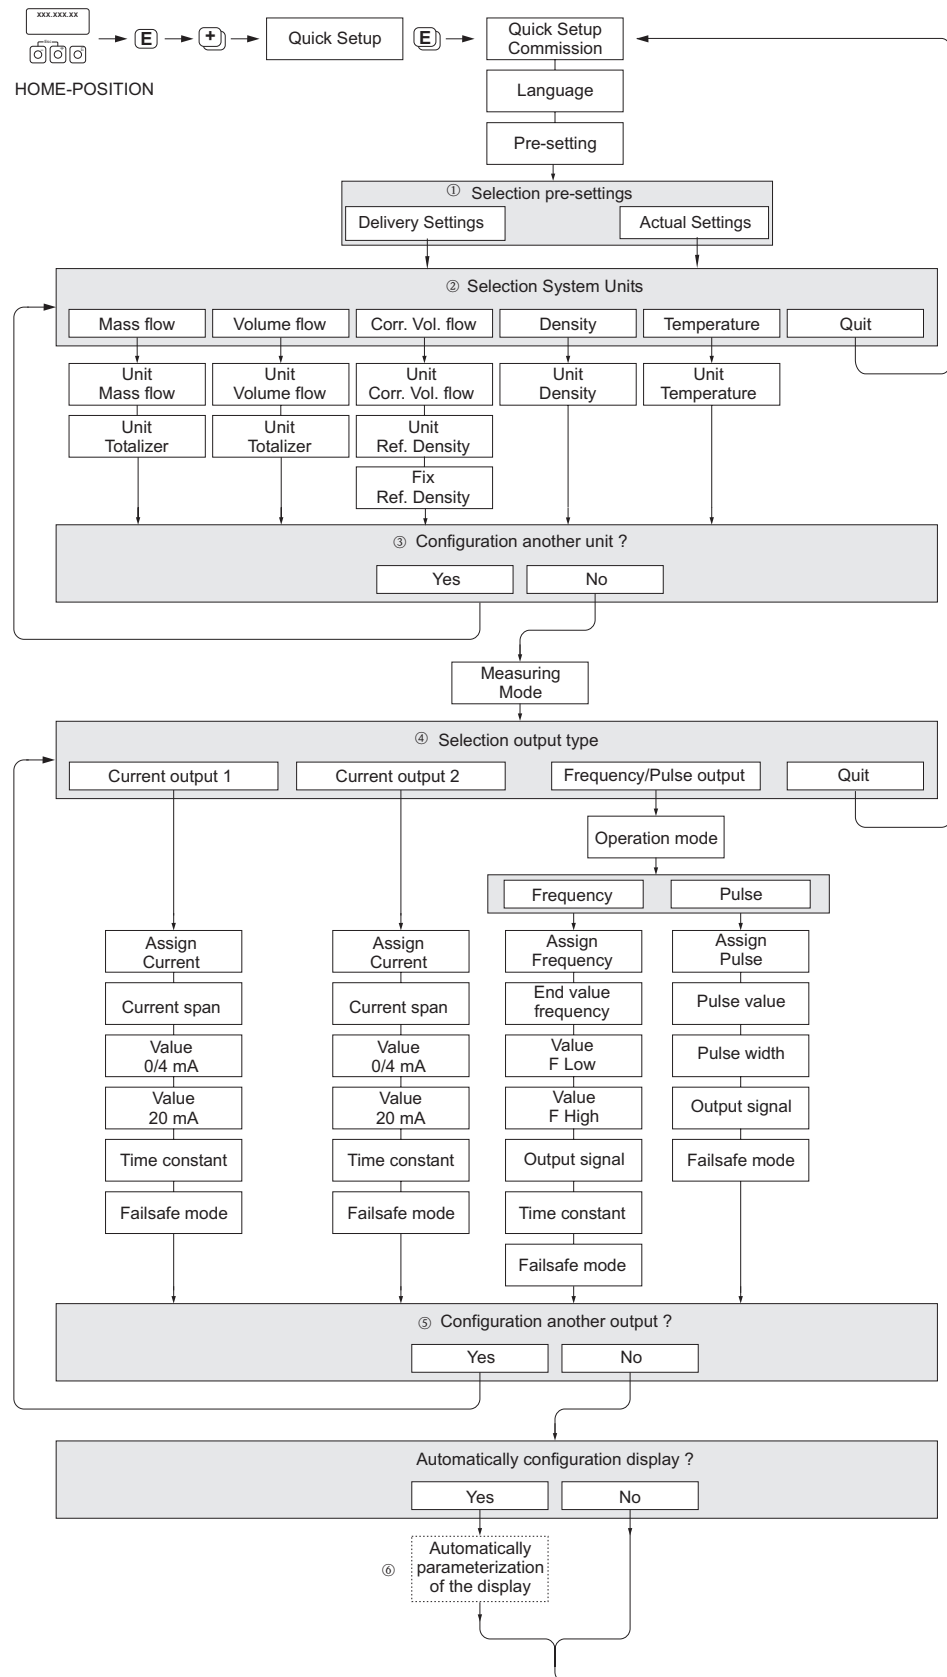 xxx.xxx.xx
Esc
E
+
Quick Setup
E
Quick Setup
Commission
HOME-POSITION
Language
Pre-setting
① Selection pre-settings
Delivery Settings
Actual Settings
② Selection System Units
Mass flow
Volume flow
Corr. Vol. flow
Density
Temperature
Quit
Unit
Mass flow
Unit
Volume flow
Unit
Corr. Vol. flow
Unit
Density
Unit
Temperature
Unit
Totalizer
Unit
Totalizer
Unit
Ref. Density
Fix
Ref. Density
③ Configuration another unit ?
Yes
No
Measuring
Mode
④ Selection output type
Current output 1
Current output 2
Frequency/Pulse output
Quit
Operation mode
Frequency
Pulse
Assign
Current
Assign
Current
Assign
Frequency
Assign
Pulse
Current span
Current span
End value
frequency
Pulse value
Value
0/4 mA
Value
0/4 mA
Value
F Low
Pulse width
Value
20 mA
Value
20 mA
Value
F High
Output signal
Time constant
Time constant
Output signal
Failsafe mode
Failsafe mode
Failsafe mode
Time constant
Failsafe mode
⑤ Configuration another output ?
Yes
No
Automatically configuration display ?
Yes
No
⑥
Automatically
parameterization
of the display